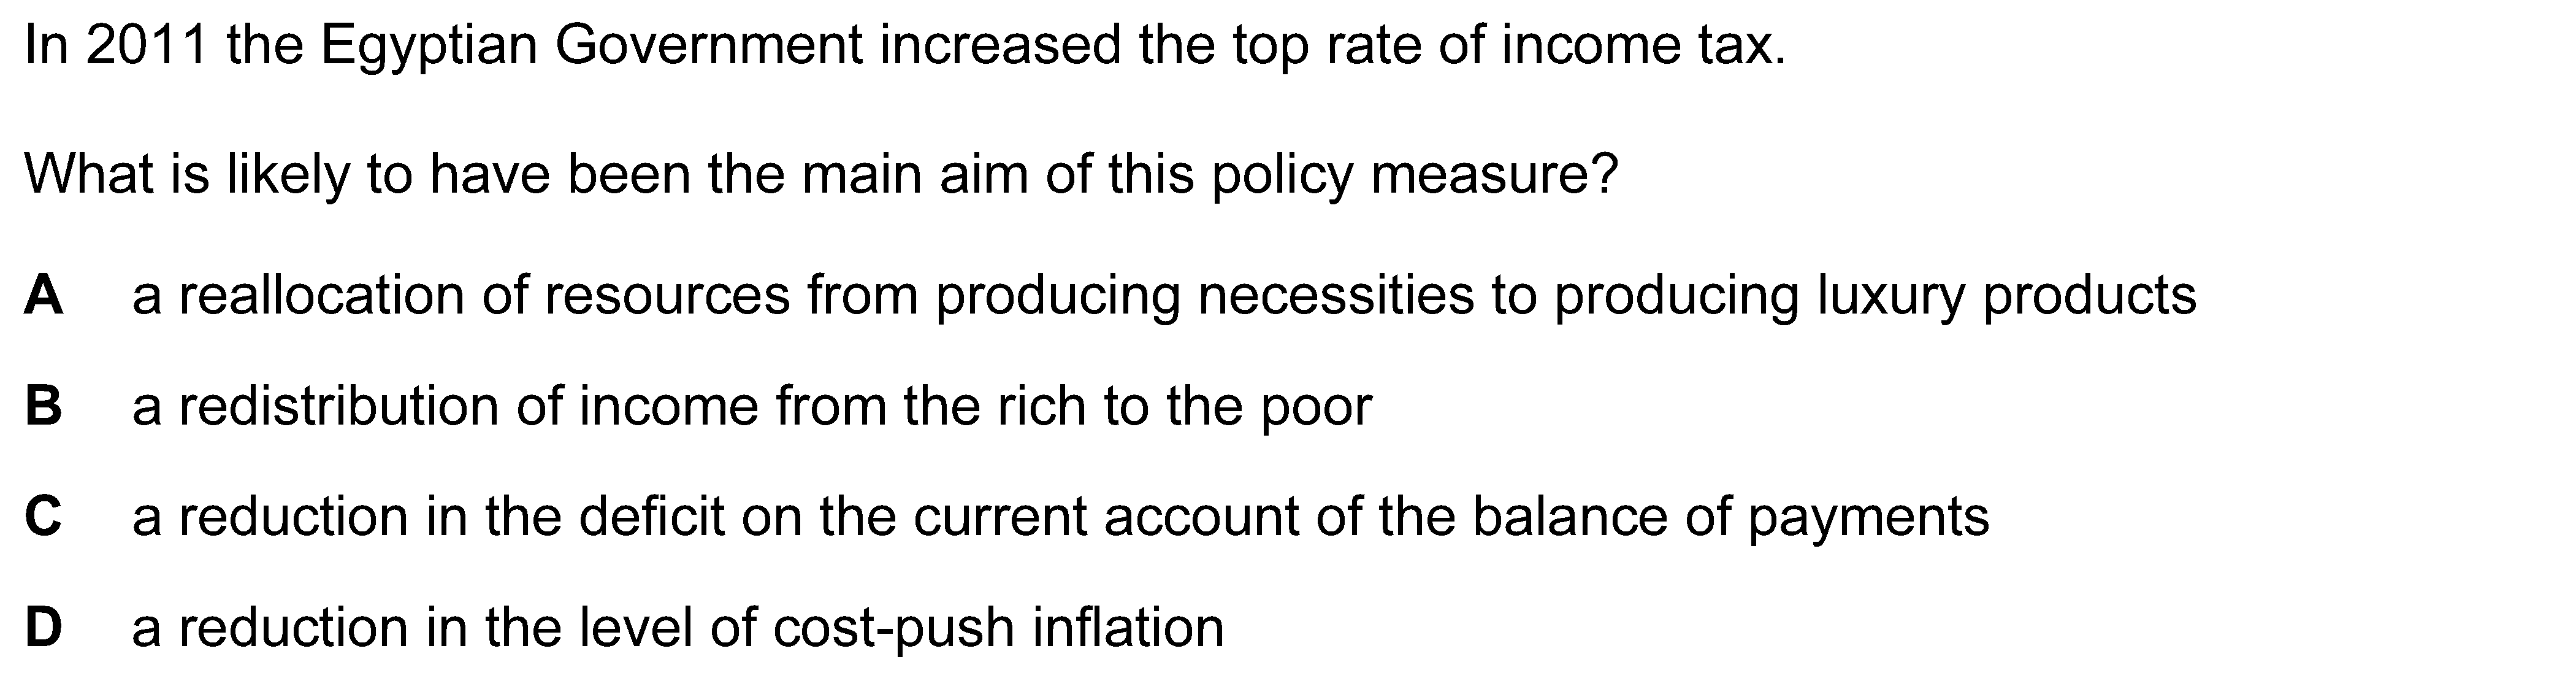 In 2011 the Egyptian Government increased the top rate of income tax.
What is likely to have been the main aim of this policy measure?
A a reallocation of resources from producing necessities to producing luxury products
B a redistribution of income from the rich to the poor
C a reduction in the deficit on the current account of the balance of payments
D a reduction in the level of cost-push inflation